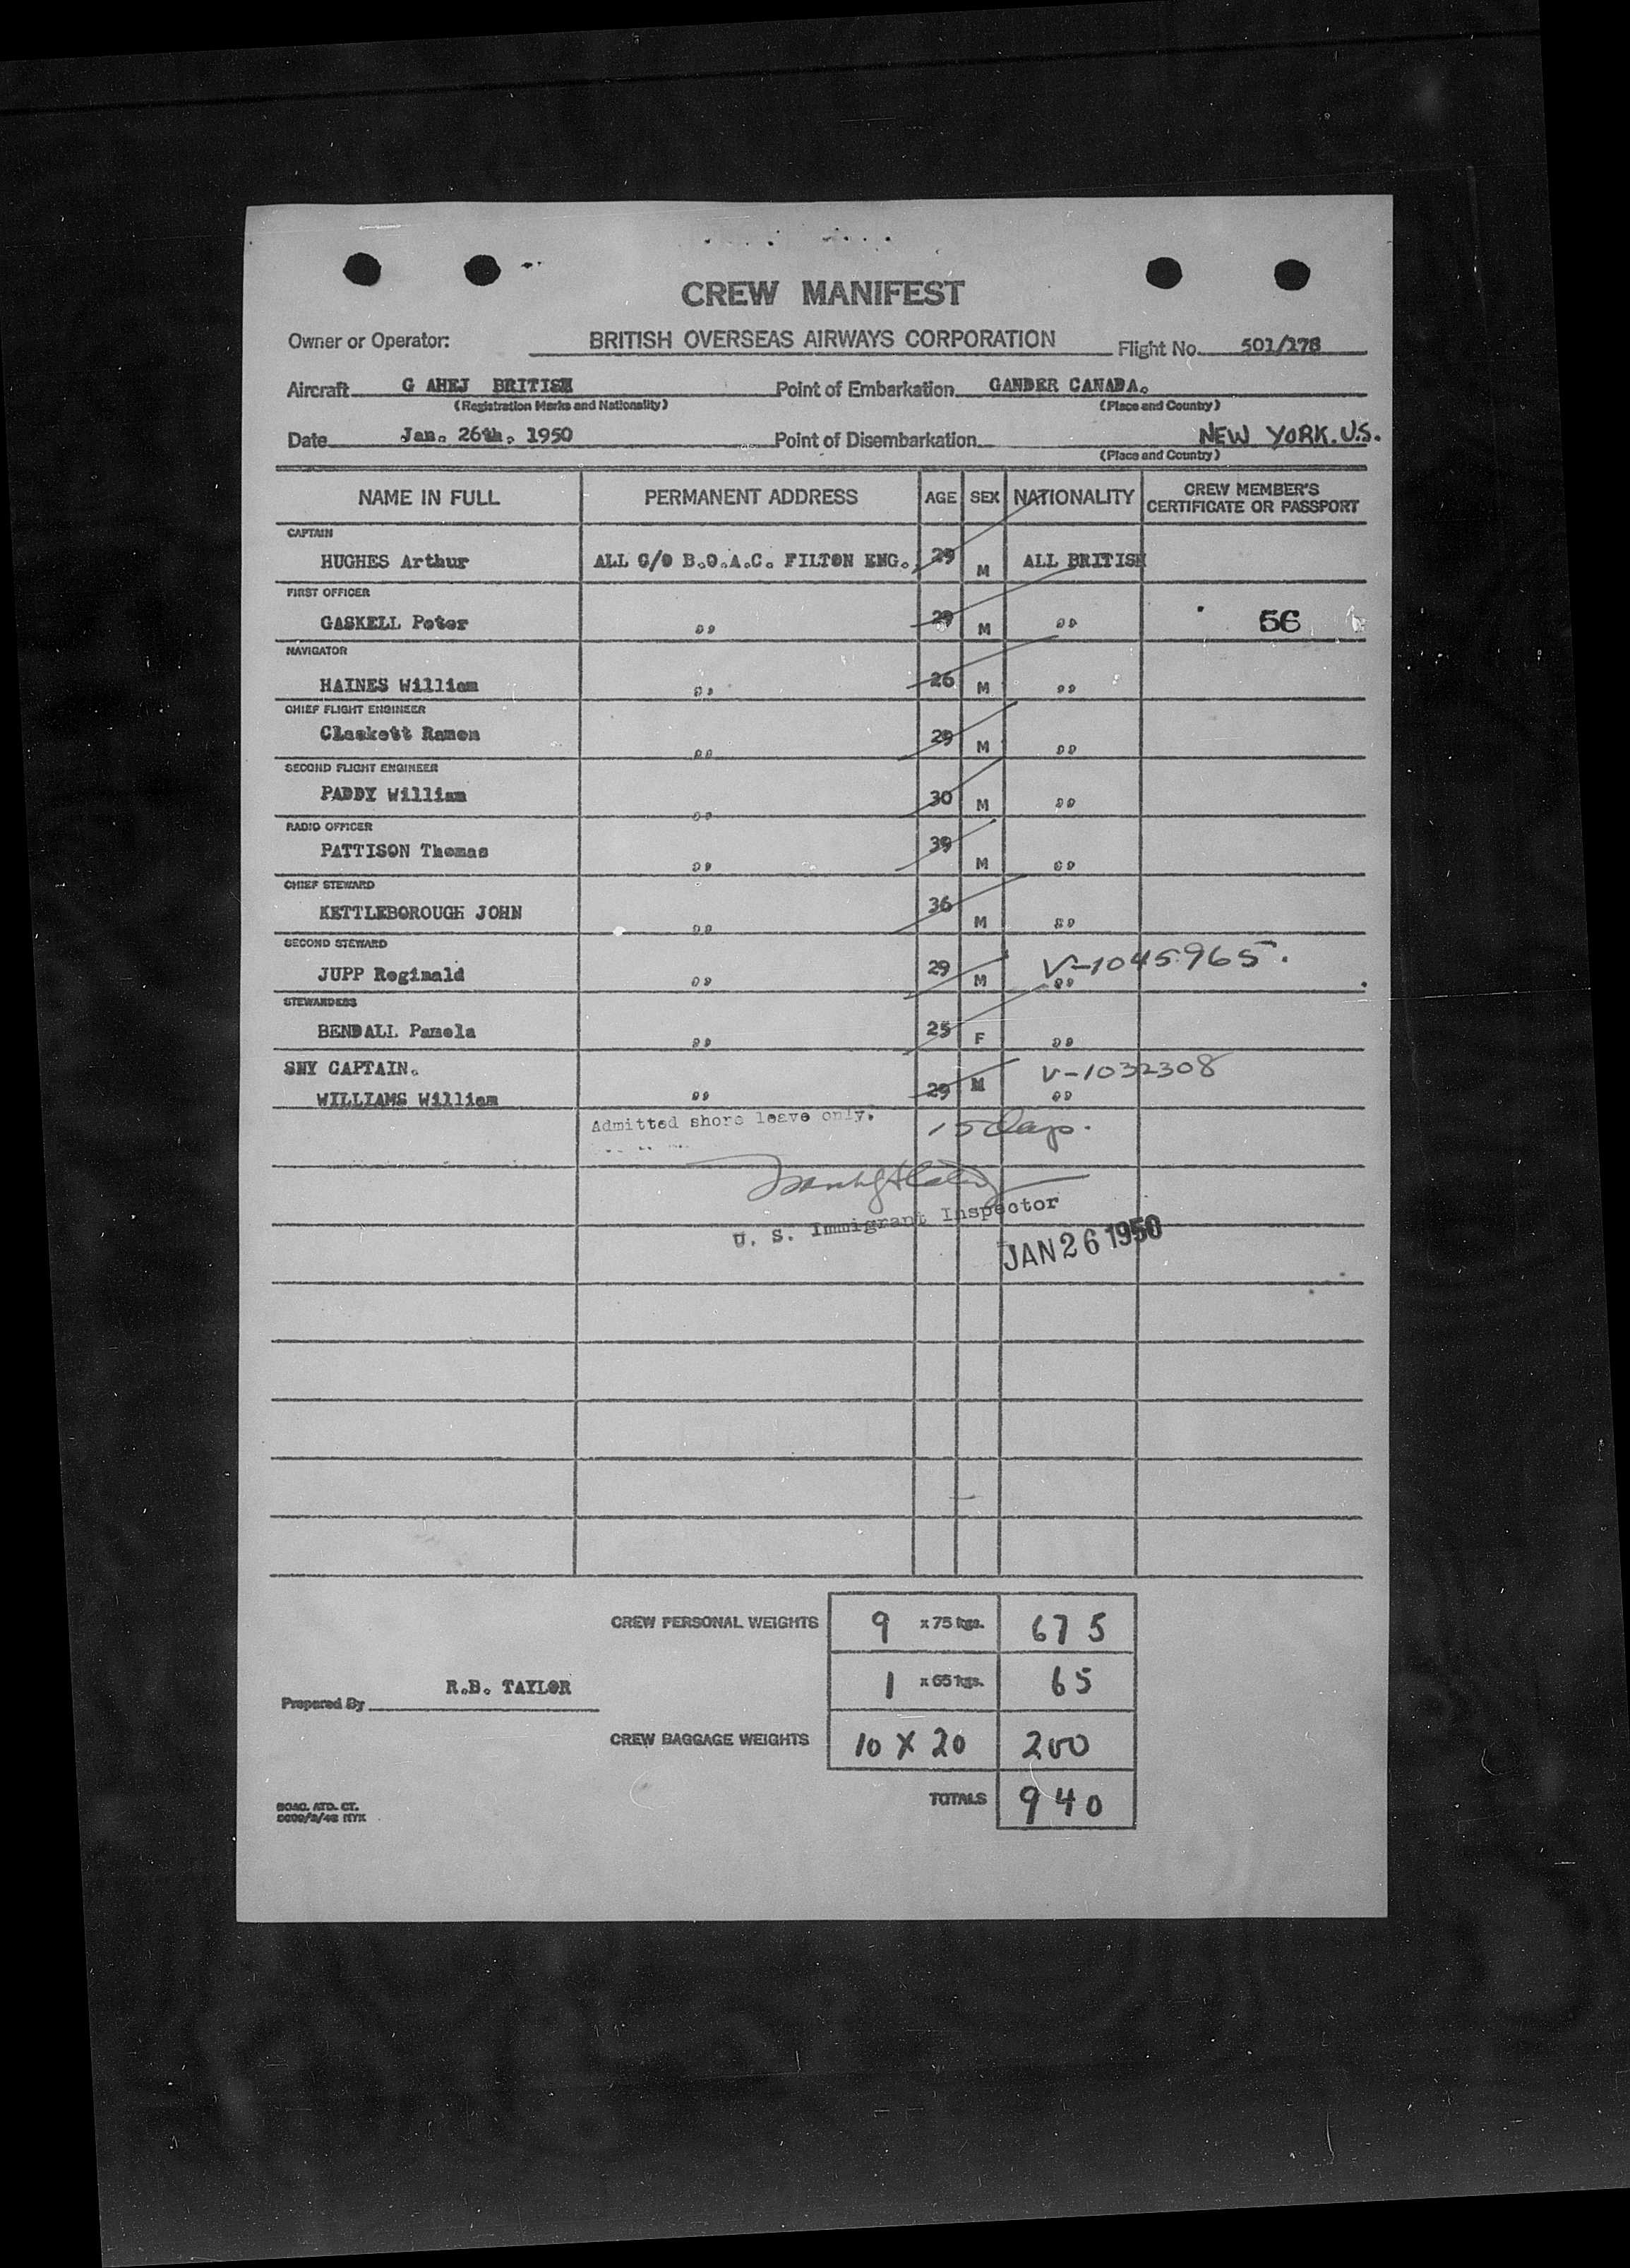 CREW MANIFEST
Owner or Operator: BRITISH OVERSEAS AIRWAYS CORPORATION Flight No. 501/178
Aircraft G AHEJ BRITISH Point of Embarkation GANDER CANADA.
(Registration Marks and Nationality) (Place and Country)
Date Jan. 26th. 1950 Point of Disembarkation NEW YORK. U.S.
(Place and Country)
NAME IN FULL PERMANENT ADDRESS AGE SEX NATIONALITY CREW MEMBER'S CERTIFICATE OR PASSPORT
CAPTAIN
HUGHES Arthur ALL C/O B.O.A.C. FILTON ENG. 29 M ALL BRITISH
FIRST OFFICER
GASKELL Peter "" 29 M "" 56
NAVIGATOR
HAINES William "" 26 M ""
CHIEF FLIGHT ENGINEER
Claskett Ramon "" 29 M ""
SECOND FLIGHT ENGINEER
PADDY William "" 30 M ""
RADIO OFFICER
PATTISON Thomas "" 39 M ""
CHIEF STEWARD
KETTLEBOROUGH JOHN "" 36 M ""
SECOND STEWARD
JUPP Reginald "" 29 M "" V-1045965.
STEWARDESS
BENDALL Pamela "" 25 F ""
SNY CAPTAIN. V-1032308
WILLIAMS William "" 29 M ""
Admitted shore leave only. 15 Days.
U. S. Immigrant Inspector
JAN 26 1950
CREW PERSONAL WEIGHTS 9 x 75 kgs. 675
1 x 65 kgs. 65
Prepared By R.B. TAYLOR
CREW BAGGAGE WEIGHTS 10 X 20 200
TOTALS 940
BOAC. ATD. CT.